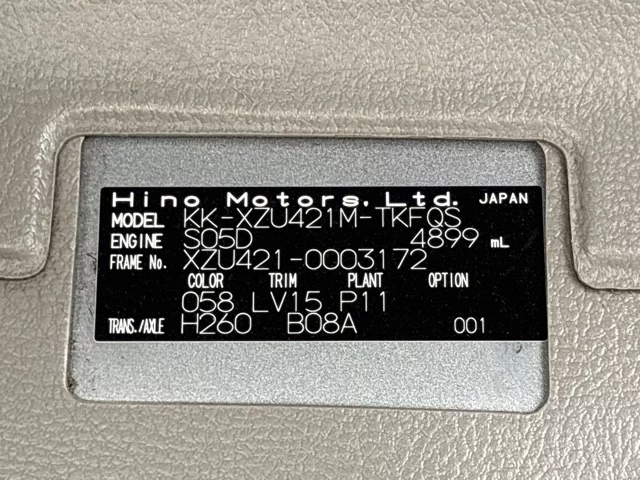 Hino Motors, Ltd. JAPAN
MODEL KK-XZU421M-TKFQS
ENGINE S05D 4899 mL
FRAME No. XZU421-0003172
COLOR TRIM PLANT OPTION
058 LV15 P11
TRANS./AXLE H260 B08A 001